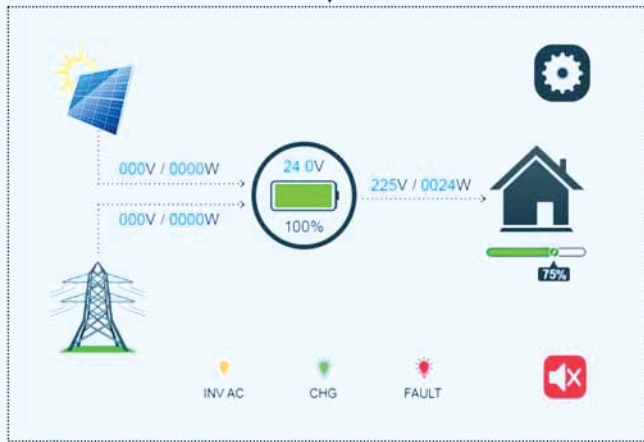 000V / 0000W
24.0V
225V / 0024W
000V / 0000W
100%
75%
INV AC
CHG
FAULT